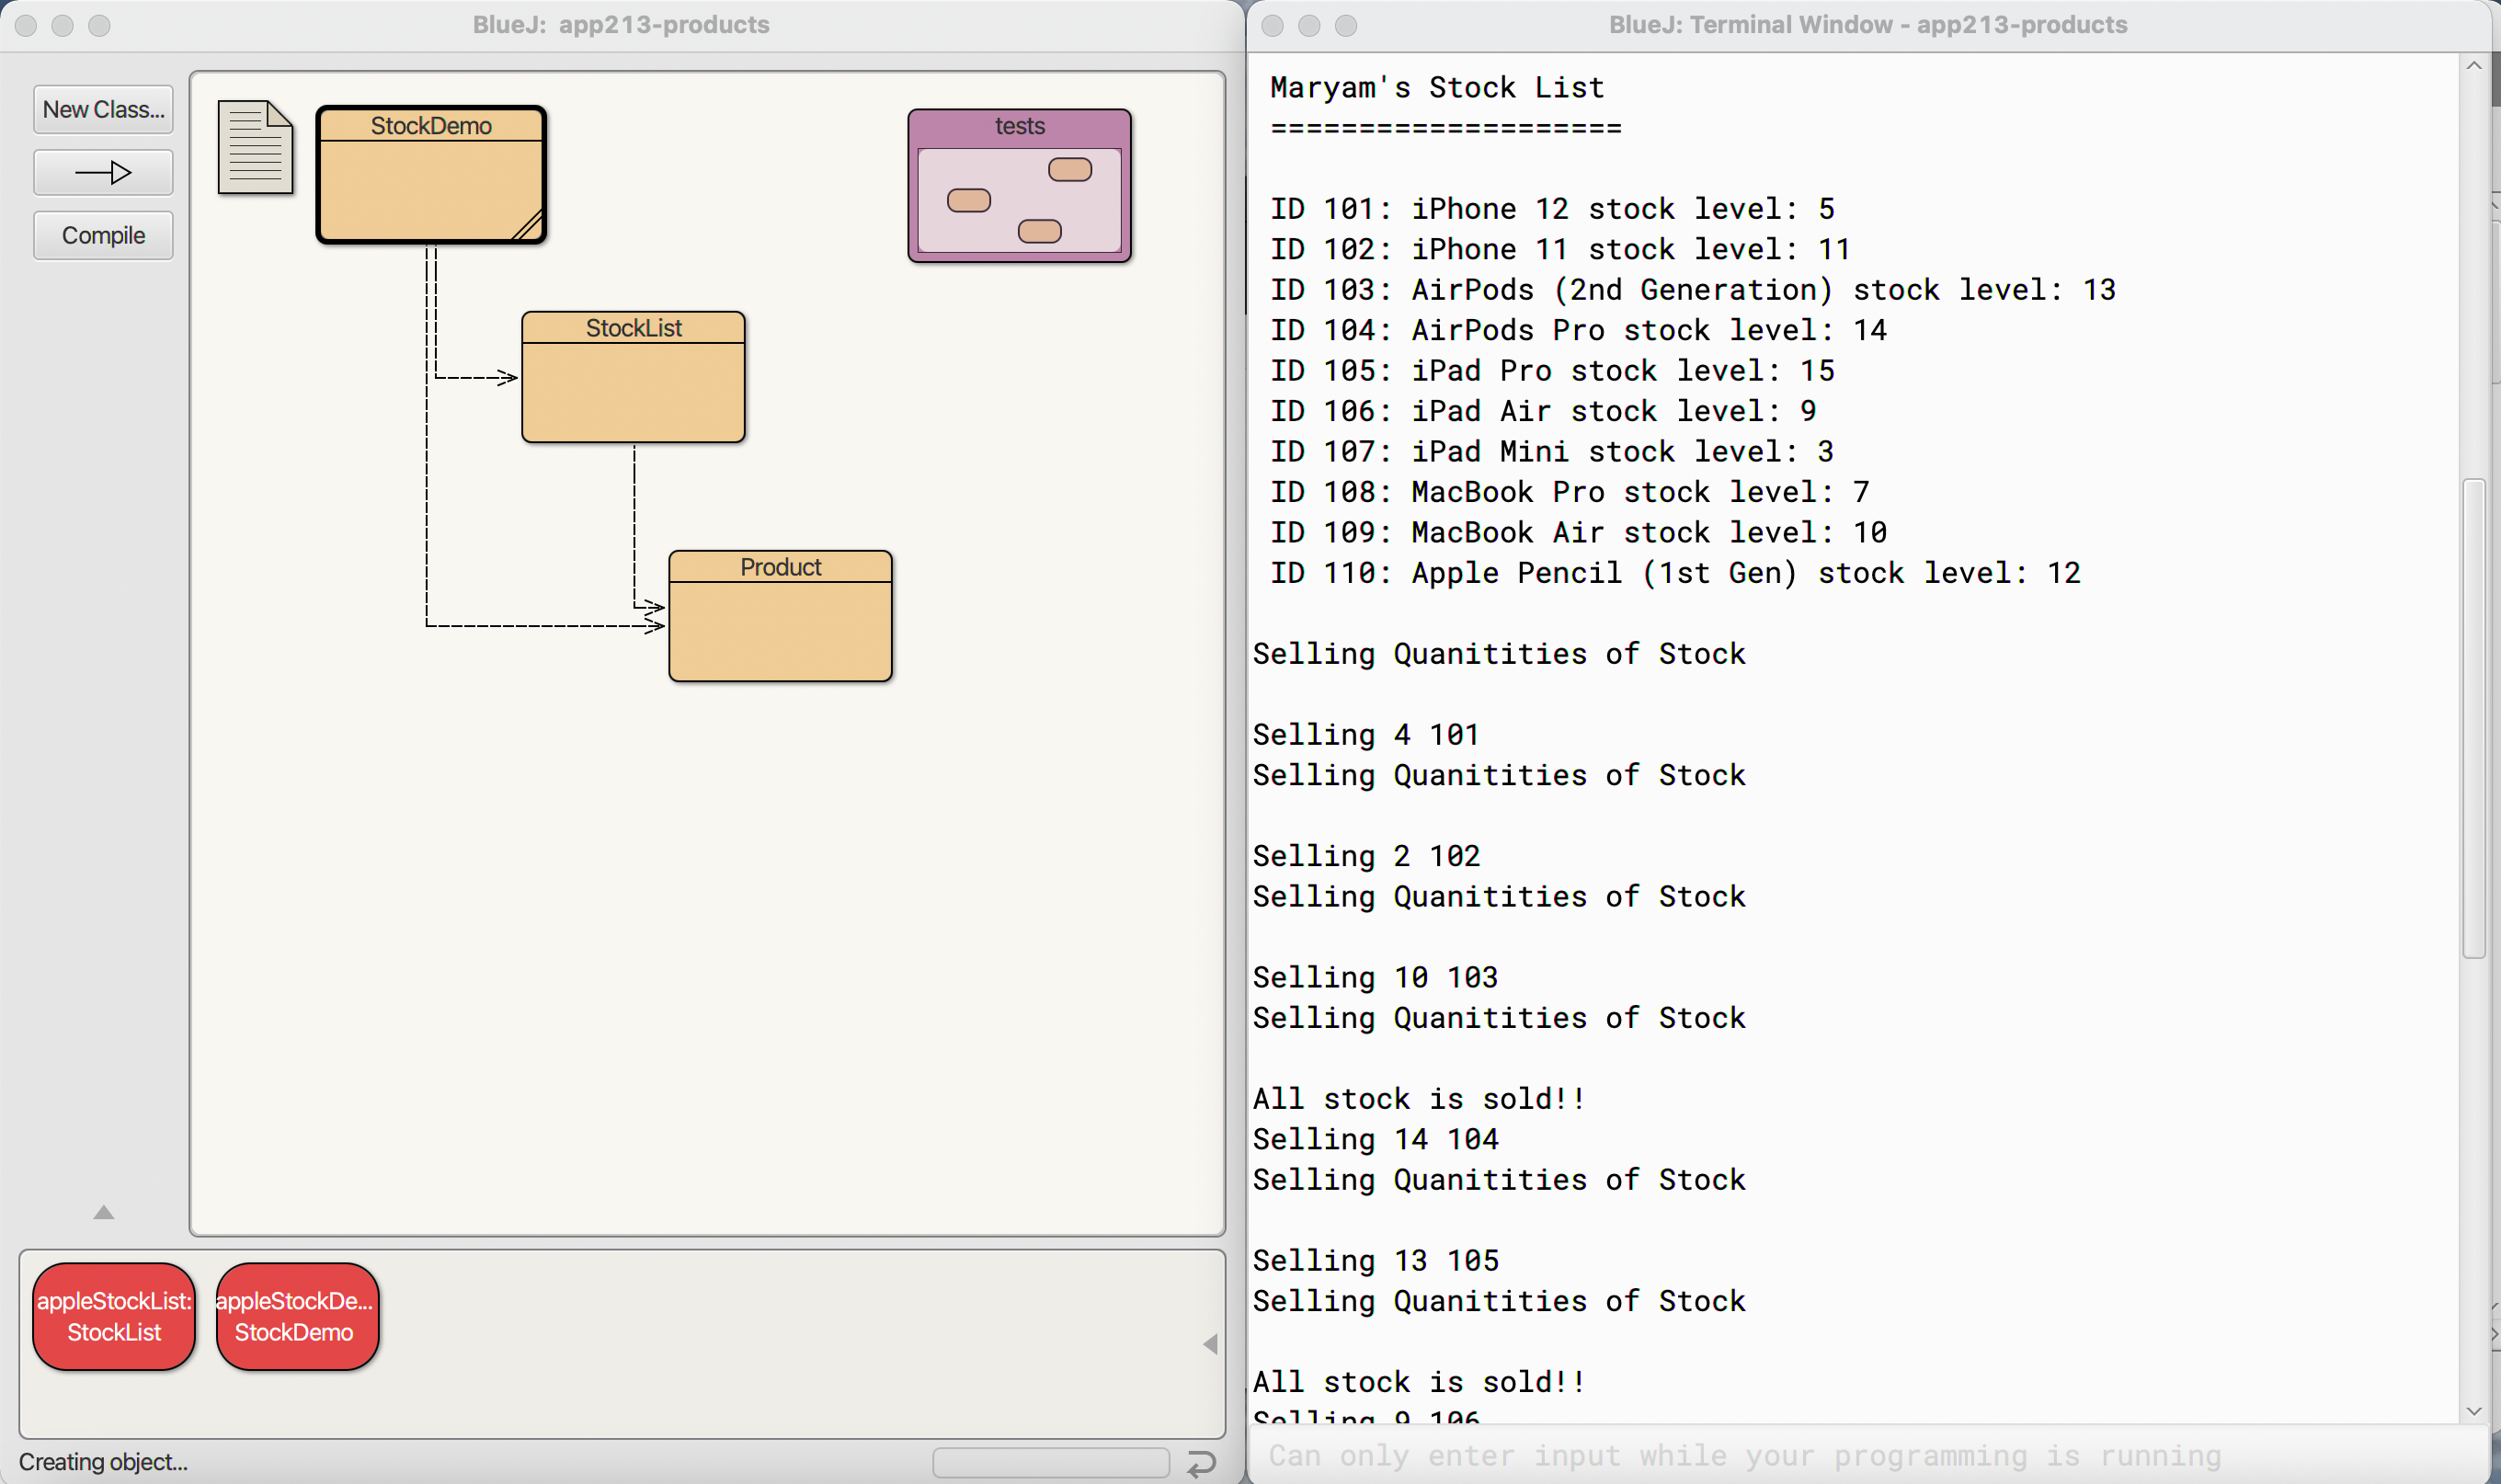 BlueJ: app213-products
New Class...
Compile
StockDemo
tests
StockList
Product
appleStockList:
StockList
appleStockDe...
StockDemo
Creating object...
BlueJ: Terminal Window - app213-products
Maryam's Stock List
====================
ID 101: iPhone 12 stock level: 5
ID 102: iPhone 11 stock level: 11
ID 103: AirPods (2nd Generation) stock level: 13
ID 104: AirPods Pro stock level: 14
ID 105: iPad Pro stock level: 15
ID 106: iPad Air stock level: 9
ID 107: iPad Mini stock level: 3
ID 108: MacBook Pro stock level: 7
ID 109: MacBook Air stock level: 10
ID 110: Apple Pencil (1st Gen) stock level: 12
Selling Quanitities of Stock
Selling 4 101
Selling Quanitities of Stock
Selling 2 102
Selling Quanitities of Stock
Selling 10 103
Selling Quanitities of Stock
All stock is sold!!
Selling 14 104
Selling Quanitities of Stock
Selling 13 105
Selling Quanitities of Stock
All stock is sold!!
Selling 9 106
Can only enter input while your programming is running